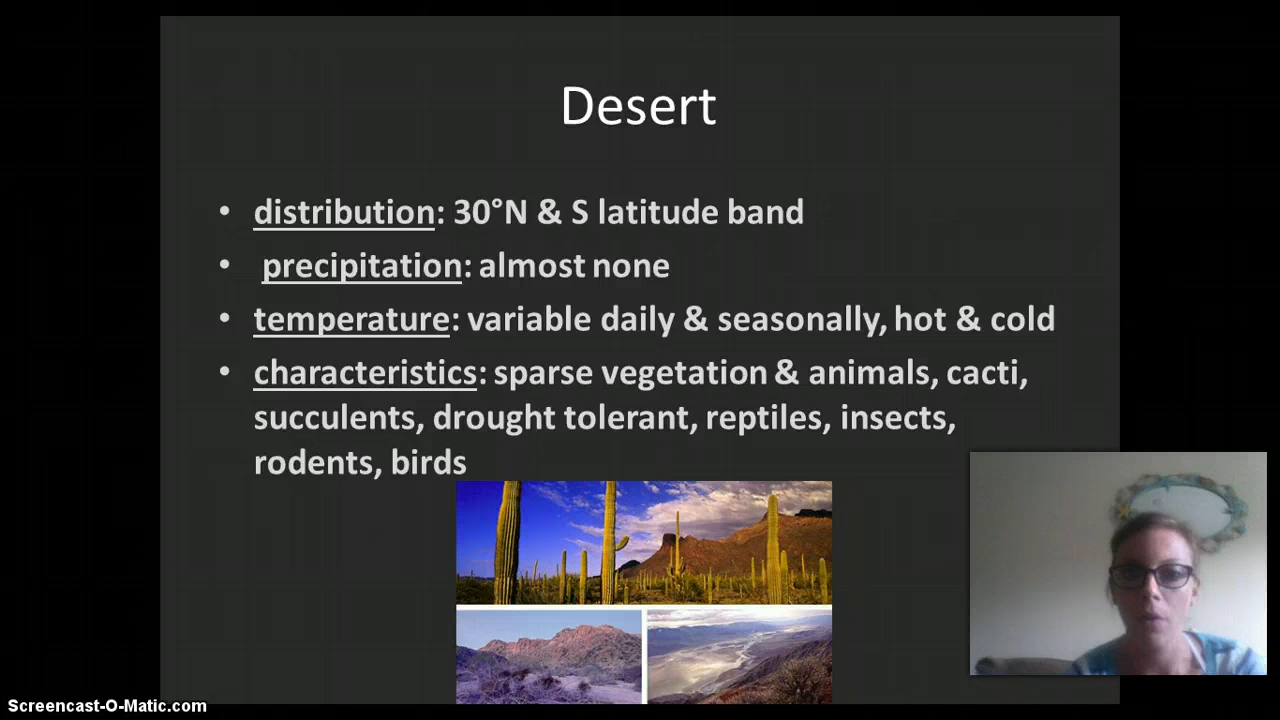 Desert
• distribution: 30°N & S latitude band
• precipitation: almost none
• temperature: variable daily & seasonally, hot & cold
• characteristics: sparse vegetation & animals, cacti,
succulents, drought tolerant, reptiles, insects,
rodents, birds
Screencast-O-Matic.com